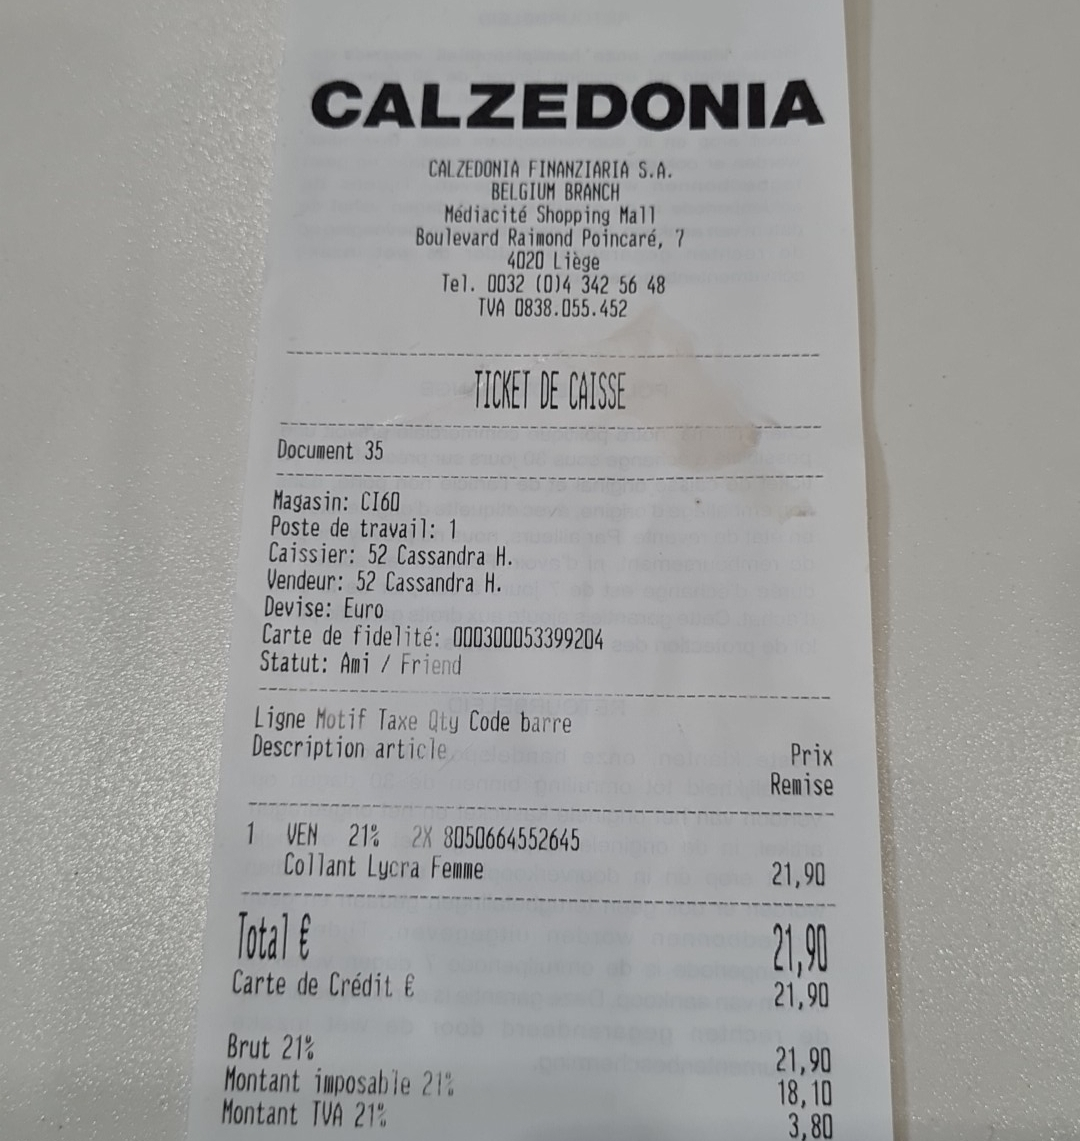 CALZEDONIA
CALZEDONIA FINANZIARIA S.A.
BELGIUM BRANCH
Médiacité Shopping Mall
Boulevard Raimond Poincaré, 7
4020 Liège
Tel. 0032 (0)4 342 56 48
TVA 0838.055.452
TICKET DE CAISSE
Document 35
Magasin: CI60
Poste de travail: 1
Caissier: 52 Cassandra H.
Vendeur: 52 Cassandra H.
Devise: Euro
Carte de fidelité: 000300053399204
Statut: Ami / Friend
Ligne Motif Taxe Qty Code barre
Description article Prix
Remise
1 VEN 21% 2X 8050664552645
Collant Lycra Femme 21,90
Total € 21,90
Carte de Crédit € 21,90
Brut 21% 21,90
Montant imposable 21% 18,10
Montant TVA 21% 3,80